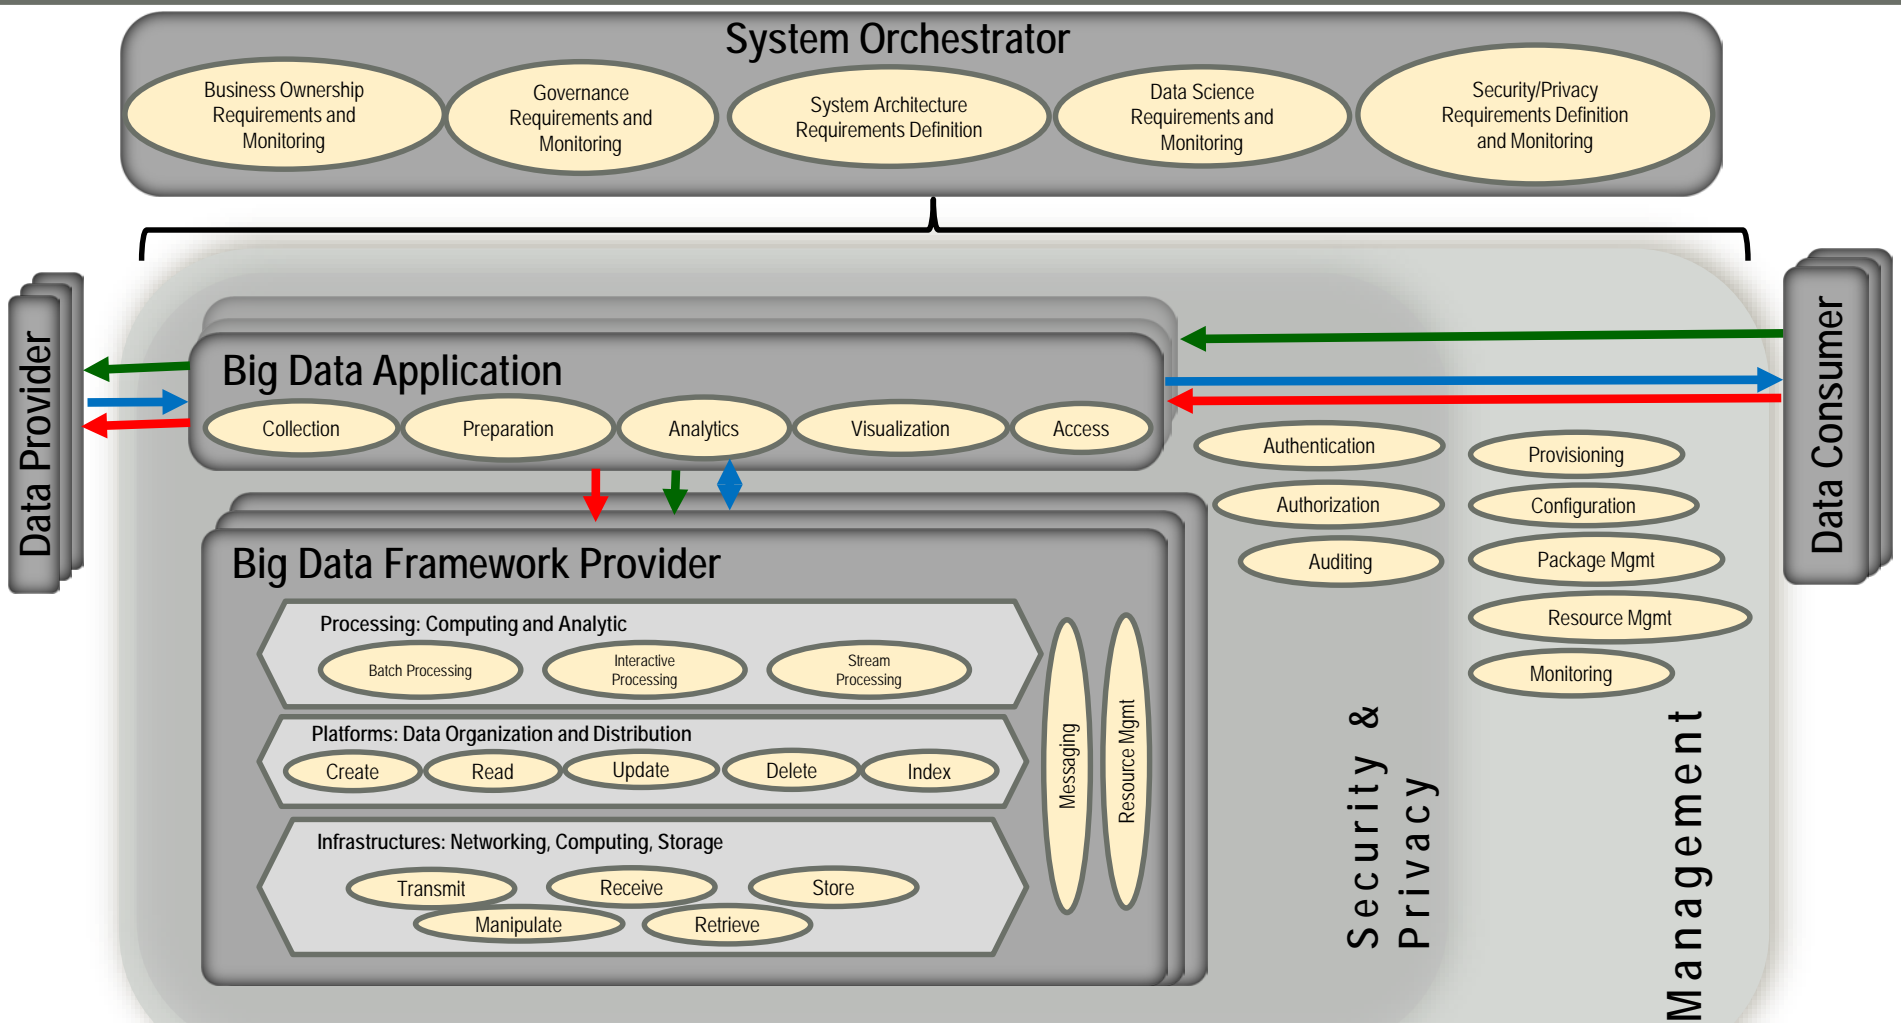 System Orchestrator
Business Ownership
Requirements and
Monitoring
Governance
Requirements and
Monitoring
System Architecture
Requirements Definition
Data Science
Requirements and
Monitoring
Security/Privacy
Requirements Definition
and Monitoring
Data Provider
Big Data Application
Collection
Preparation
Analytics
Visualization
Access
Data Consumer
Authentication
Authorization
Auditing
Provisioning
Configuration
Package Mgmt
Resource Mgmt
Monitoring
Big Data Framework Provider
Processing: Computing and Analytic
Batch Processing
Interactive
Processing
Stream
Processing
Platforms: Data Organization and Distribution
Create
Read
Update
Delete
Index
Infrastructures: Networking, Computing, Storage
Transmit
Receive
Store
Manipulate
Retrieve
Messaging
Resource Mgmt
Security &
Privacy
Management